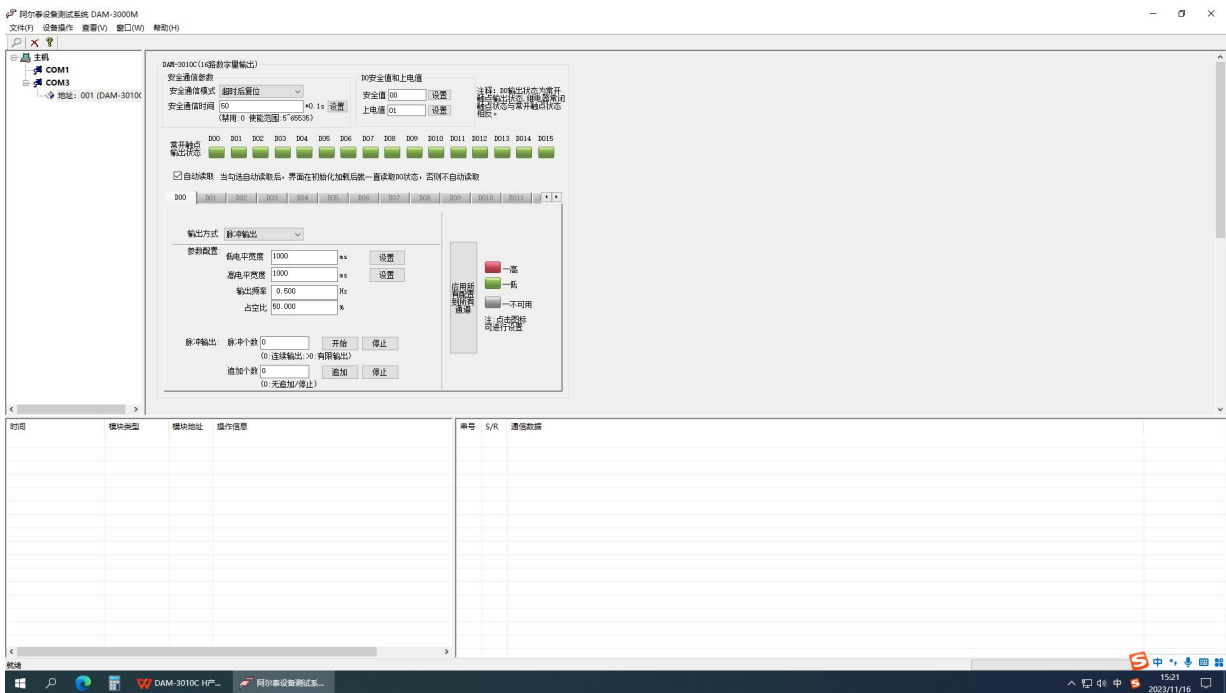 阿尔泰设备测试系统 DAM-3000M
文件(F) 设备操作 查看(V) 窗口(W) 帮助(H)
主机
COM1
COM3
地址: 001 (DAM-3010C
DAM-3010C(16路数字量输出)
安全通信参数
安全通信模式 超时后复位
安全通信时间 50 *0.1s 设置
(禁用:0 使能范围:5~65535)
DO安全值和上电值
安全值 00 设置
上电值 01 设置
注释: DO输出状态为常开
触点输出状态,继电器常闭
触点状态与常开触点状态
相反。
DO0 DO1 DO2 DO3 DO4 DO5 DO6 DO7 DO8 DO9 DO10 DO11 DO12 DO13 DO14 DO15
常开触点
输出状态
自动读取 当勾选自动读取后,界面在初始化加载后就一直读取DO状态,否则不自动读取
DO0 DO1 DO2 DO3 DO4 DO5 DO6 DO7 DO8 DO9 DO10 DO11
输出方式 脉冲输出
参数配置:
低电平宽度 1000 ms 设置
高电平宽度 1000 ms 设置
输出频率 0.500 Hz
占空比 50.000 %
脉冲输出: 脉冲个数 0 开始 停止
(0:连续输出;>0:有限输出)
追加个数 0 追加 停止
(0:无追加/停止)
应用所
有配置
到所有
通道
—高
—低
—不可用
注:点击图标
可进行设置
时间 模块类型 模块地址 操作信息
串号 S/R 通信数据
就绪
中
DAM-3010C H产... 阿尔泰设备测试系... 中 15:21
2023/11/16